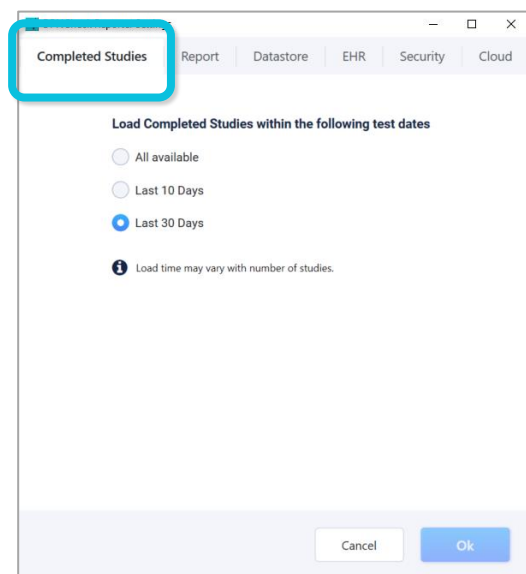 Completed Studies Report Datastore EHR Security Cloud
Load Completed Studies within the following test dates
All available
Last 10 Days
Last 30 Days
Load time may vary with number of studies.
Cancel Ok